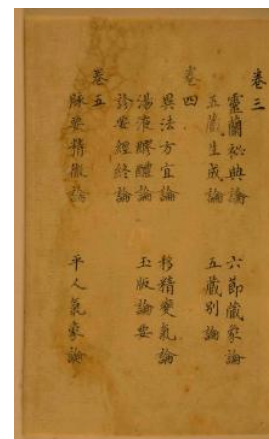 卷三
靈蘭祕典論 六節藏象論
五藏生成論 五藏別論
卷四
異法方宜論 移精變氣論
湯液醪醴論 玉版論要
診要經終論
卷五
脉要精微論 平人氣象論